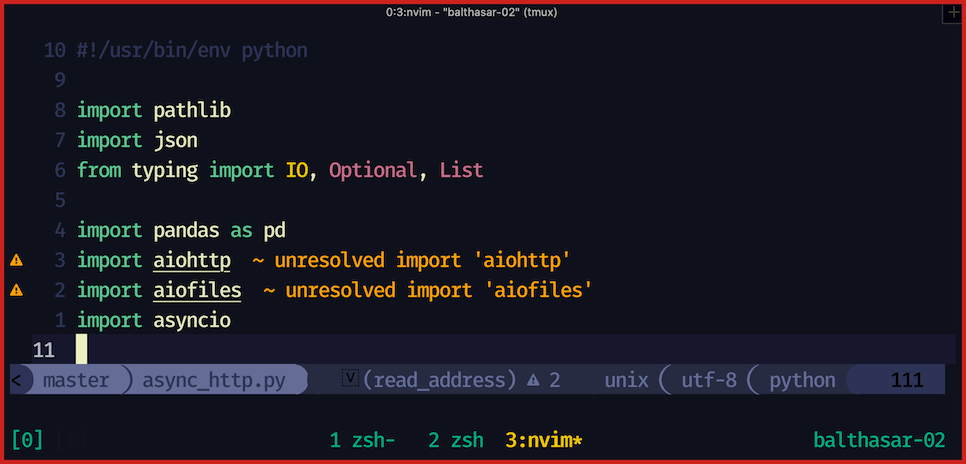 0:3:nvim - "balthasar-02" (tmux)
+
10 #!/usr/bin/env python
9
8 import pathlib
7 import json
6 from typing import IO, Optional, List
5
4 import pandas as pd
3 import aiohttp ~ unresolved import 'aiohttp'
2 import aiofiles ~ unresolved import 'aiofiles'
1 import asyncio
11
< master ) async_http.py V (read_address) ⚠ 2 unix ( utf-8 ( python 111
[0] 1 zsh- 2 zsh 3:nvim* balthasar-02